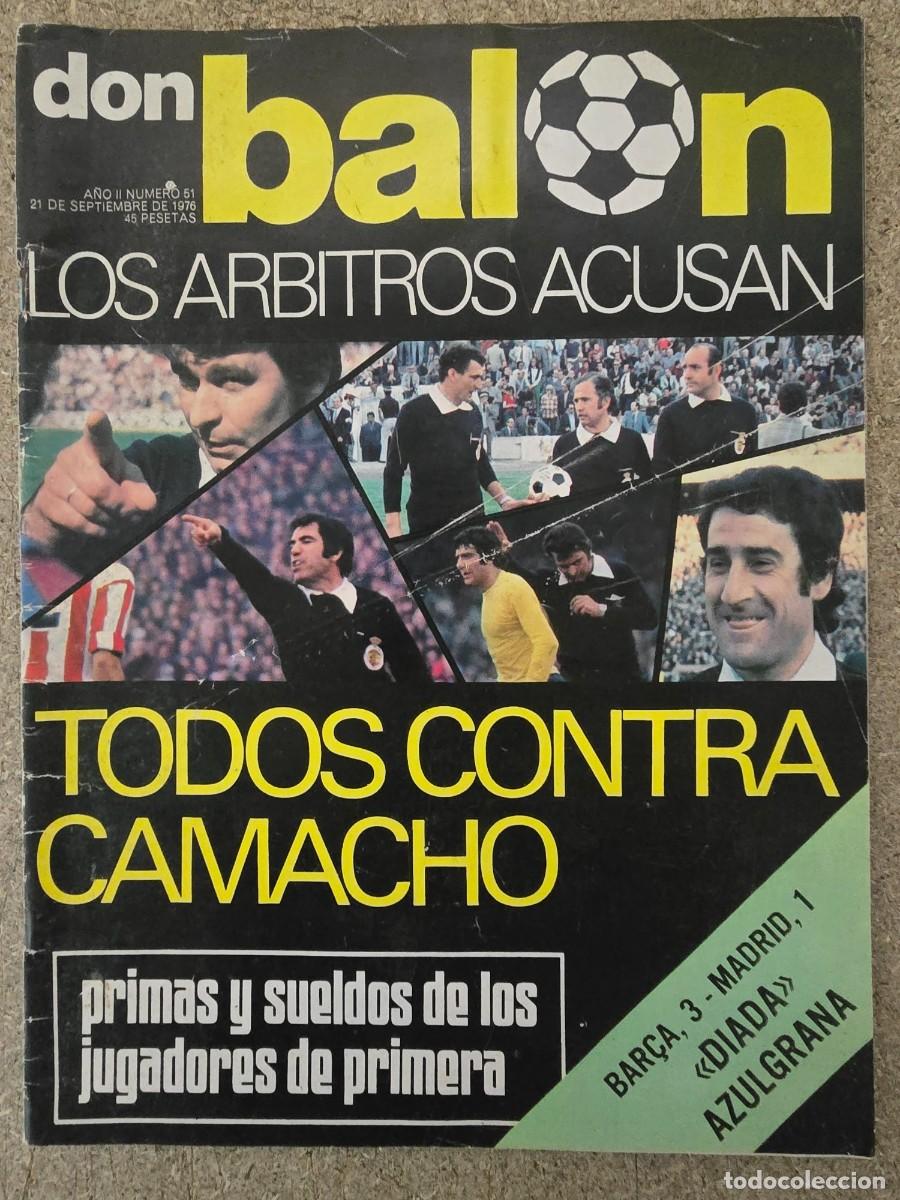 don balon
AÑO II NUMERO 51
21 DE SEPTIEMBRE DE 1976
45 PESETAS
LOS ARBITROS ACUSAN
TODOS CONTRA
CAMACHO
primas y sueldos de los
jugadores de primera
BARÇA, 3 - MADRID, 1
«DIADA»
AZULGRANA
todocoleccion